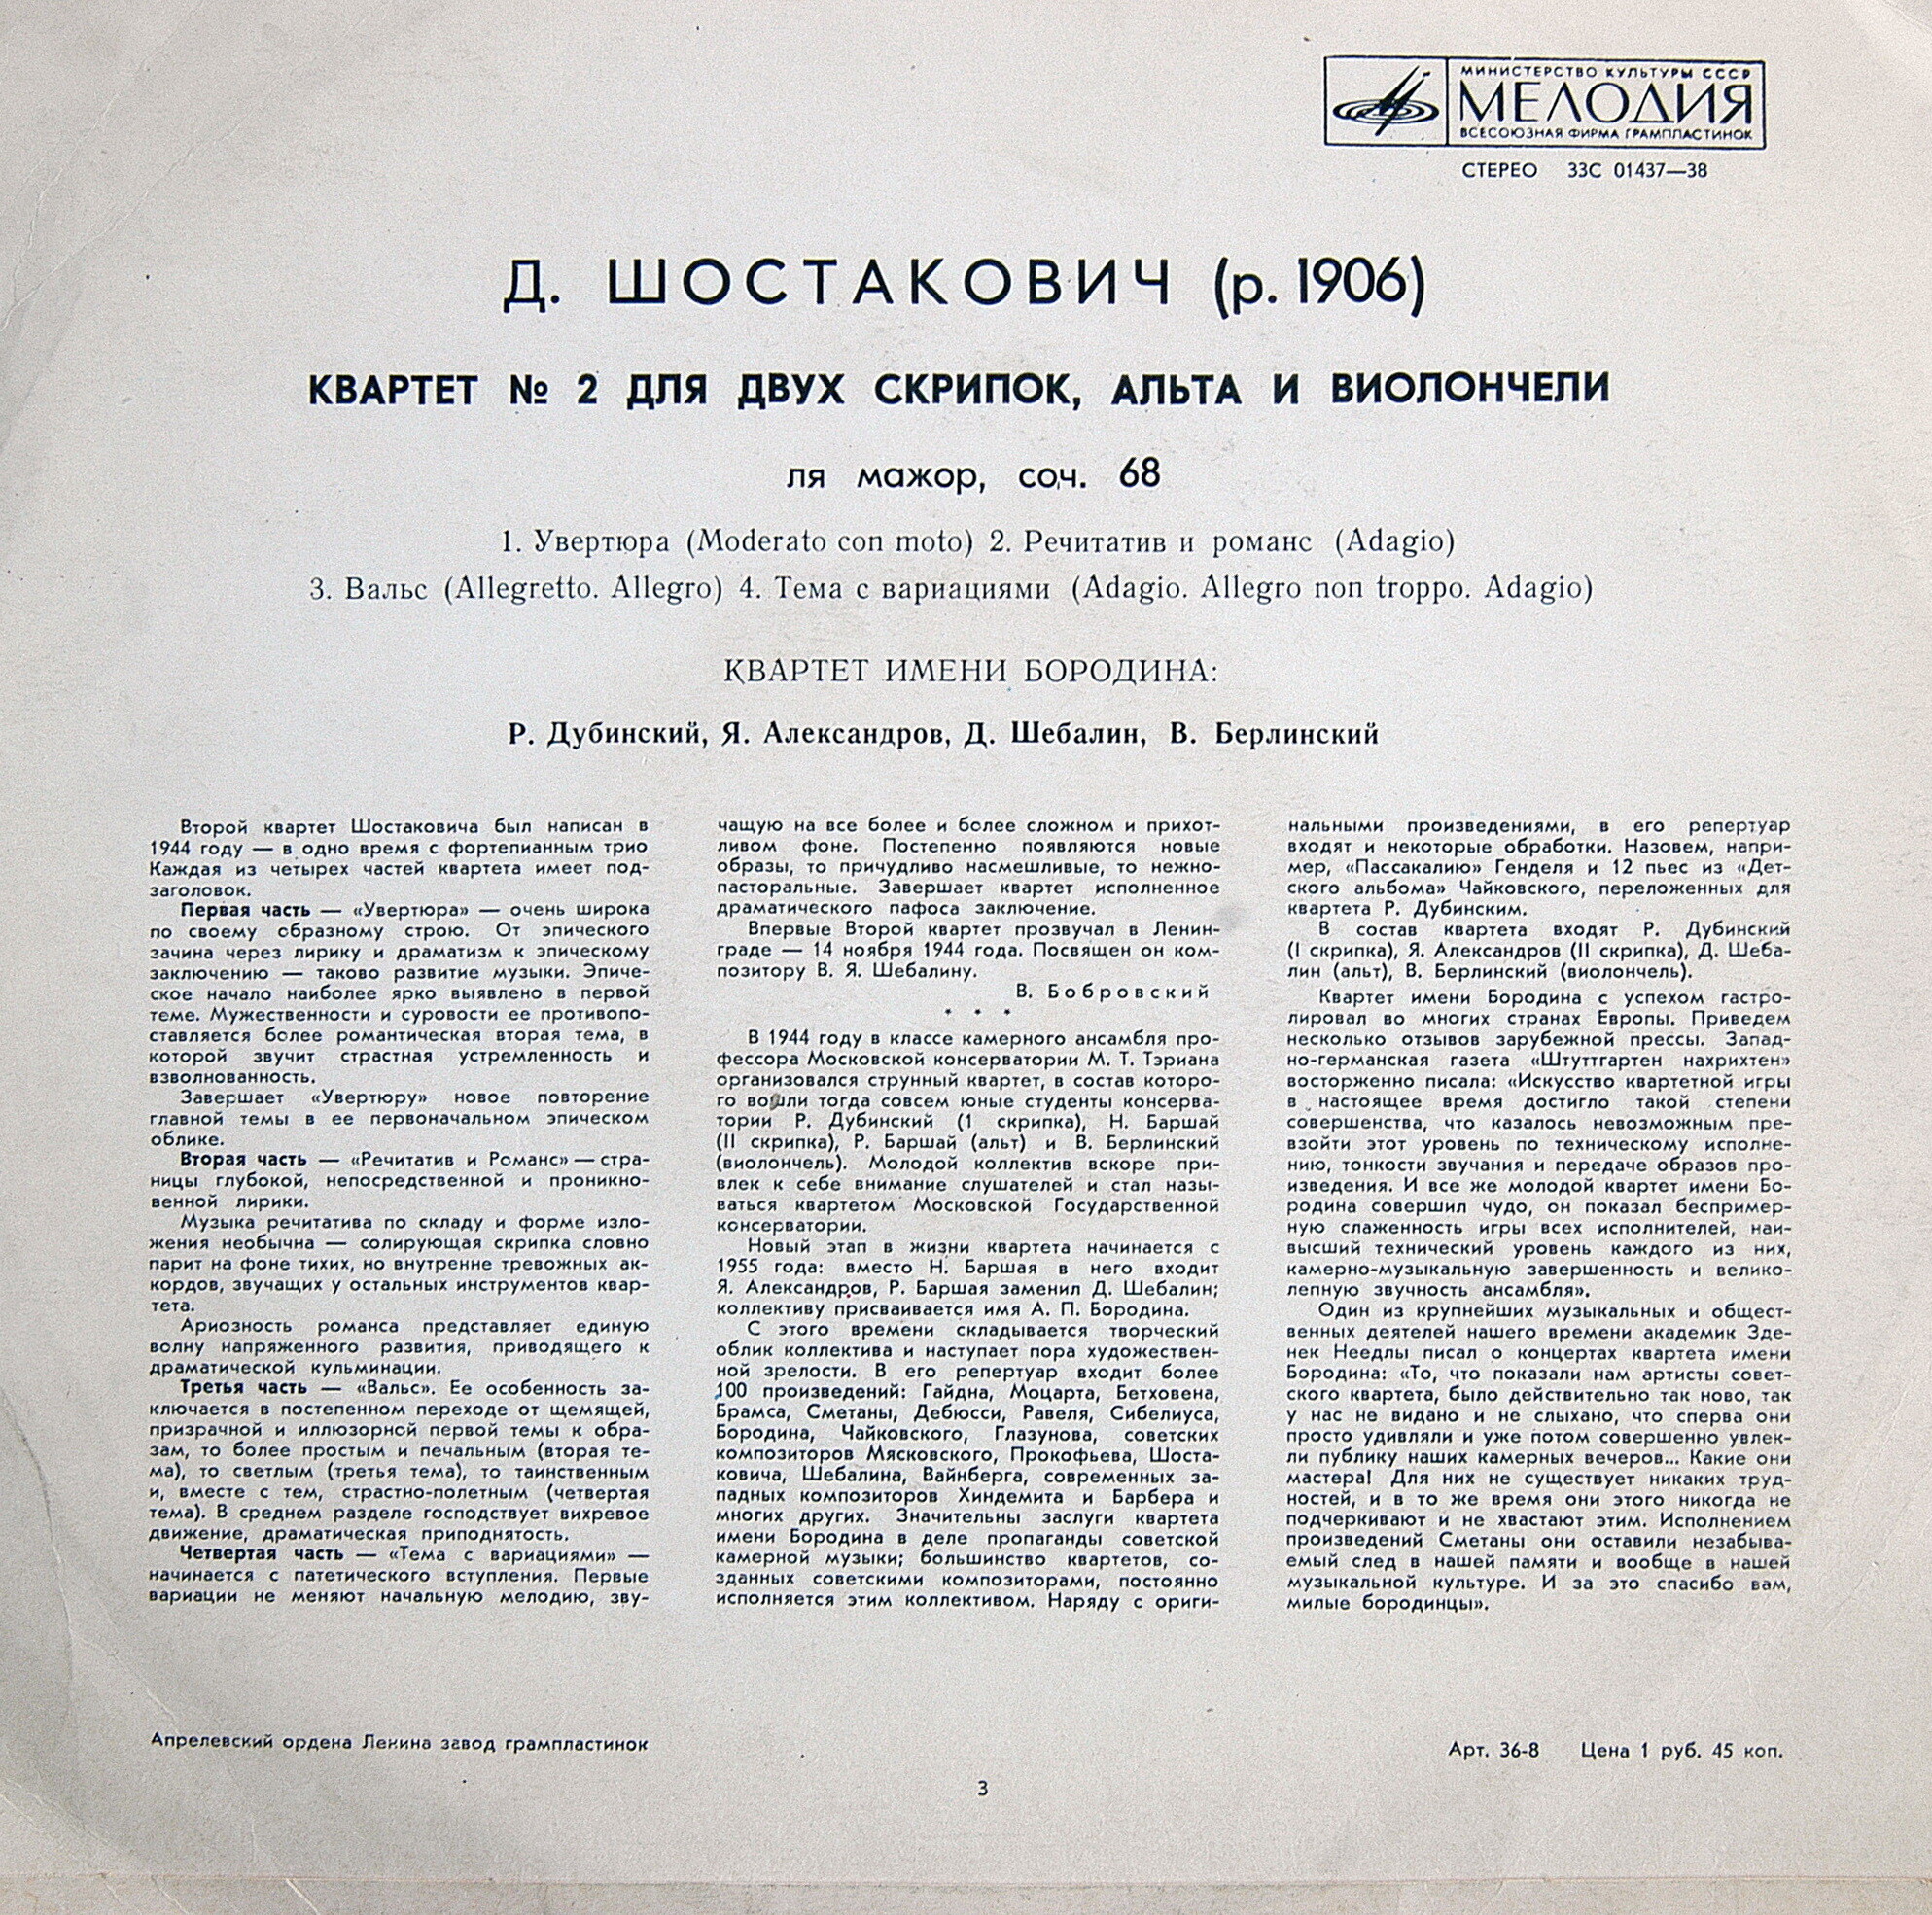 МИНИСТЕРСТВО КУЛЬТУРЫ СССР
МЕЛОДИЯ
ВСЕСОЮЗНАЯ ФИРМА ГРАМПЛАСТИНОК
СТЕРЕО 33С 01437—38
Д. ШОСТАКОВИЧ (р. 1906)
КВАРТЕТ № 2 ДЛЯ ДВУХ СКРИПОК, АЛЬТА И ВИОЛОНЧЕЛИ
ля мажор, соч. 68
1. Увертюра (Moderato con moto) 2. Речитатив и романс (Adagio)
3. Вальс (Allegretto. Allegro) 4. Тема с вариациями (Adagio. Allegro non troppo. Adagio)
КВАРТЕТ ИМЕНИ БОРОДИНА:
Р. Дубинский, Я. Александров, Д. Шебалин, В. Берлинский
Второй квартет Шостаковича был написан в
1944 году — в одно время с фортепианным трио
Каждая из четырех частей квартета имеет под-
заголовок.
Первая часть — «Увертюра» — очень широка
по своему образному строю. От эпического
зачина через лирику и драматизм к эпическому
заключению — таково развитие музыки. Эпиче-
ское начало наиболее ярко выявлено в первой
теме. Мужественности и суровости ее противопо-
ставляется более романтическая вторая тема, в
которой звучит страстная устремленность и
взволнованность.
Завершает «Увертюру» новое повторение
главной темы в ее первоначальном эпическом
облике.
Вторая часть — «Речитатив и Романс» — стра-
ницы глубокой, непосредственной и проникно-
венной лирики.
Музыка речитатива по складу и форме изло-
жения необычна — солирующая скрипка словно
парит на фоне тихих, но внутренне тревожных ак-
кордов, звучащих у остальных инструментов квар-
тета.
Ариозность романса представляет единую
волну напряженного развития, приводящего к
драматической кульминации.
Третья часть — «Вальс». Ее особенность за-
ключается в постепенном переходе от щемящей,
призрачной и иллюзорной первой темы к обра-
зам, то более простым и печальным (вторая те-
ма), то светлым (третья тема), то таинственным
и, вместе с тем, страстно-полетным (четвертая
тема). В среднем разделе господствует вихревое
движение, драматическая приподнятость.
Четвертая часть — «Тема с вариациями» —
начинается с патетического вступления. Первые
вариации не меняют начальную мелодию, зву-
чащую на все более и более сложном и прихот-
ливом фоне. Постепенно появляются новые
образы, то причудливо насмешливые, то нежно-
пасторальные. Завершает квартет исполненное
драматического пафоса заключение.
Впервые Второй квартет прозвучал в Ленин-
граде — 14 ноября 1944 года. Посвящен он ком-
позитору В. Я. Шебалину.
В. Бобровский
* * *
В 1944 году в классе камерного ансамбля про-
фессора Московской консерватории М. Т. Тэриана
организовался струнный квартет, в состав которо-
го вошли тогда совсем юные студенты консерва-
тории Р. Дубинский (1 скрипка), Н. Баршай
(II скрипка), Р. Баршай (альт) и В. Берлинский
(виолончель). Молодой коллектив вскоре при-
влек к себе внимание слушателей и стал назы-
ваться квартетом Московской Государственной
консерватории.
Новый этап в жизни квартета начинается с
1955 года: вместо Н. Баршая в него входит
Я. Александров, Р. Баршая заменил Д. Шебалин;
коллективу присваивается имя А. П. Бородина.
С этого времени складывается творческий
облик коллектива и наступает пора художествен-
ной зрелости. В его репертуар входит более
100 произведений: Гайдна, Моцарта, Бетховена,
Брамса, Сметаны, Дебюсси, Равеля, Сибелиуса,
Бородина, Чайковского, Глазунова, советских
композиторов Мясковского, Прокофьева, Шоста-
ковича, Шебалина, Вайнберга, современных за-
падных композиторов Хиндемита и Барбера и
многих других. Значительны заслуги квартета
имени Бородина в деле пропаганды советской
камерной музыки; большинство квартетов, со-
зданных советскими композиторами, постоянно
исполняется этим коллективом. Наряду с ориги-
нальными произведениями, в его репертуар
входят и некоторые обработки. Назовем, напри-
мер, «Пассакалию» Генделя и 12 пьес из «Дет-
ского альбома» Чайковского, переложенных для
квартета Р. Дубинским.
В состав квартета входят Р. Дубинский
(I скрипка), Я. Александров (II скрипка), Д. Шеба-
лин (альт), В. Берлинский (виолончель).
Квартет имени Бородина с успехом гастро-
лировал во многих странах Европы. Приведем
несколько отзывов зарубежной прессы. Запад-
но-германская газета «Штуттгартен нахрихтен»
восторженно писала: «Искусство квартетной игры
в настоящее время достигло такой степени
совершенства, что казалось невозможным пре-
взойти этот уровень по техническому исполне-
нию, тонкости звучания и передаче образов про-
изведения. И все же молодой квартет имени Бо-
родина совершил чудо, он показал беспример-
ную слаженность игры всех исполнителей, наи-
высший технический уровень каждого из них,
камерно-музыкальную завершенность и велико-
лепную звучность ансамбля».
Один из крупнейших музыкальных и общест-
венных деятелей нашего времени академик Зде-
нек Неедлы писал о концертах квартета имени
Бородина: «То, что показали нам артисты совет-
ского квартета, было действительно так ново, так
у нас не видано и не слыхано, что сперва они
просто удивляли и уже потом совершенно увлек-
ли публику наших камерных вечеров... Какие они
мастера! Для них не существует никаких труд-
ностей, и в то же время они этого никогда не
подчеркивают и не хвастают этим. Исполнением
произведений Сметаны они оставили незабыва-
емый след в нашей памяти и вообще в нашей
музыкальной культуре. И за это спасибо вам,
милые бородинцы».
Апрелевский ордена Ленина завод грампластинок
Арт. 36-8 Цена 1 руб. 45 коп.
3